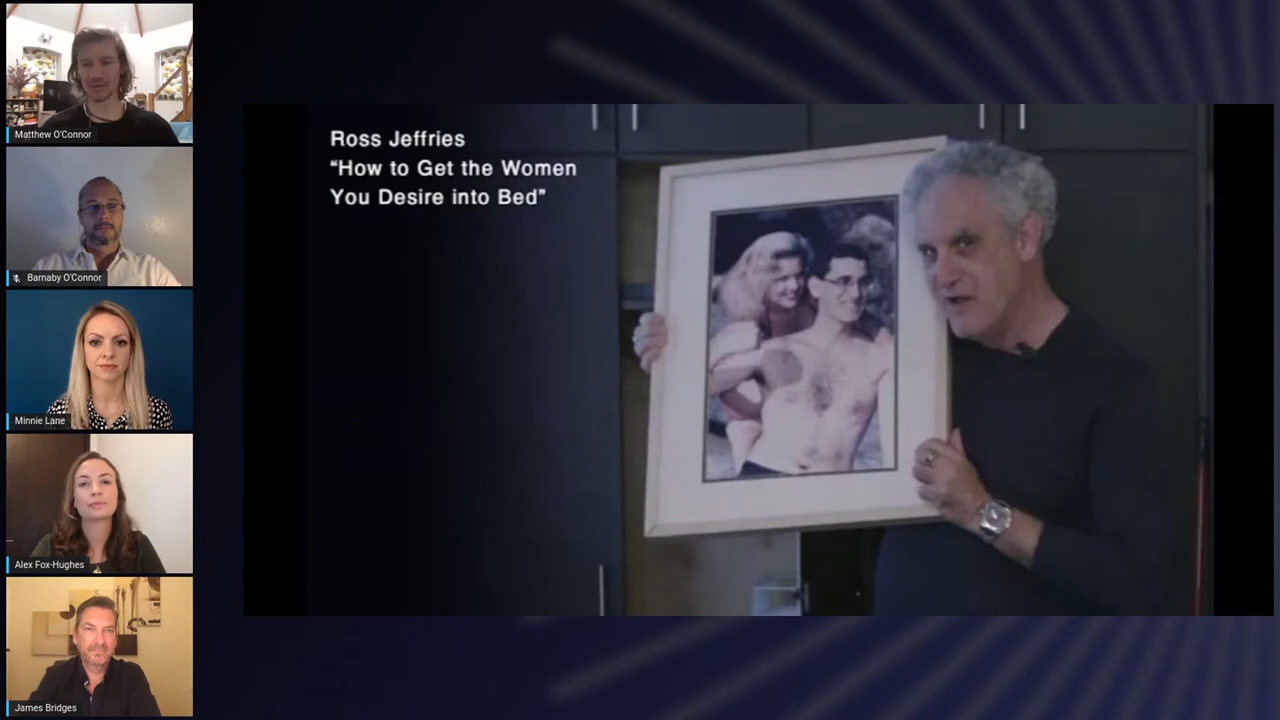 Matthew O'Connor
Barnaby O'Connor
Minnie Lane
Alex Fox-Hughes
James Bridges
Ross Jeffries
“How to Get the Women
You Desire into Bed”